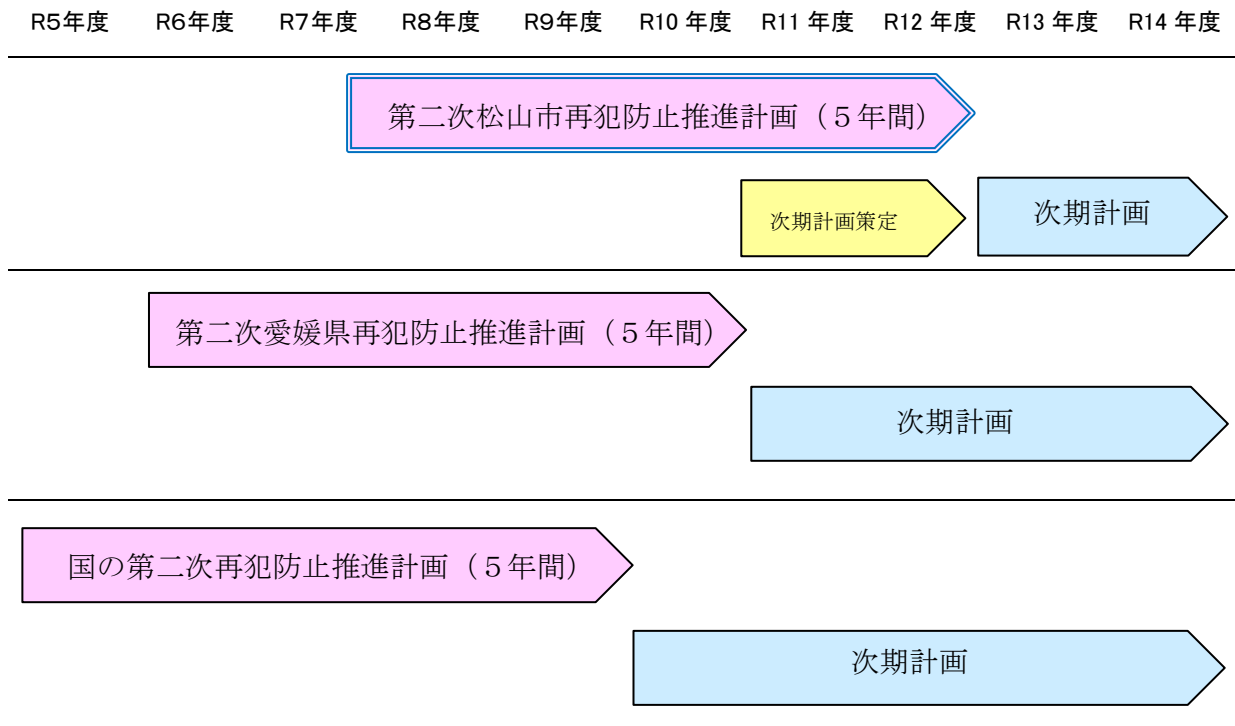 R5年度 R6年度 R7年度 R8年度 R9年度 R10 年度 R11 年度 R12 年度 R13 年度 R14 年度
第二次松山市再犯防止推進計画（５年間）
次期計画策定
次期計画
第二次愛媛県再犯防止推進計画（５年間）
次期計画
国の第二次再犯防止推進計画（５年間）
次期計画